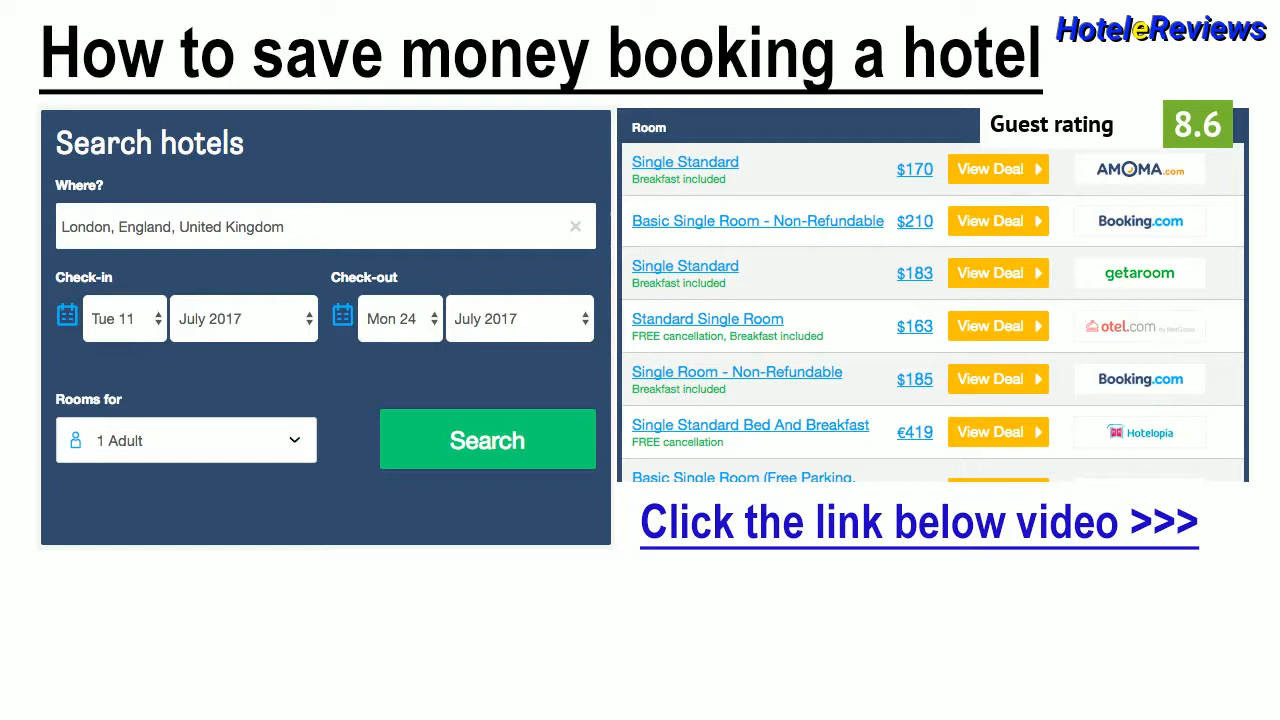 How to save money booking a hotel
HoteleReviews
Search hotels
Where?
London, England, United Kingdom
Check-in
Check-out
Tue 11
July 2017
Mon 24
July 2017
Rooms for
1 Adult
Search
Room
Guest rating
8.6
Single Standard
Breakfast included
$170
View Deal
AMOMA.com
Basic Single Room - Non-Refundable
$210
View Deal
Booking.com
Single Standard
Breakfast included
$183
View Deal
getaroom
Standard Single Room
FREE cancellation, Breakfast included
$163
View Deal
otel.com
Single Room - Non-Refundable
Breakfast included
$185
View Deal
Booking.com
Single Standard Bed And Breakfast
FREE cancellation
€419
View Deal
Hotelopia
Basic Single Room (Free Parking,
Click the link below video >>>